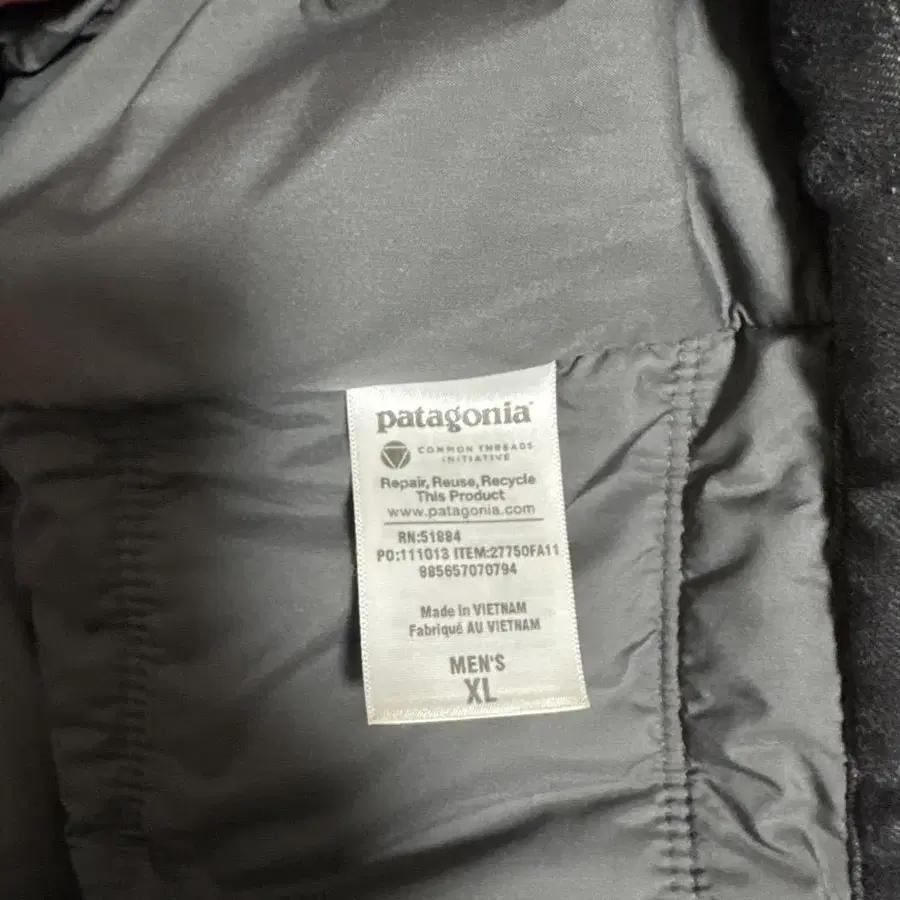 patagonia
COMMON THREADS
INITIATIVE
Repair, Reuse, Recycle
This Product
www.patagonia.com
RN:51884
PO:111013 ITEM:27750FA11
885657070794
Made in VIETNAM
Fabriqué AU VIETNAM
MEN'S
XL